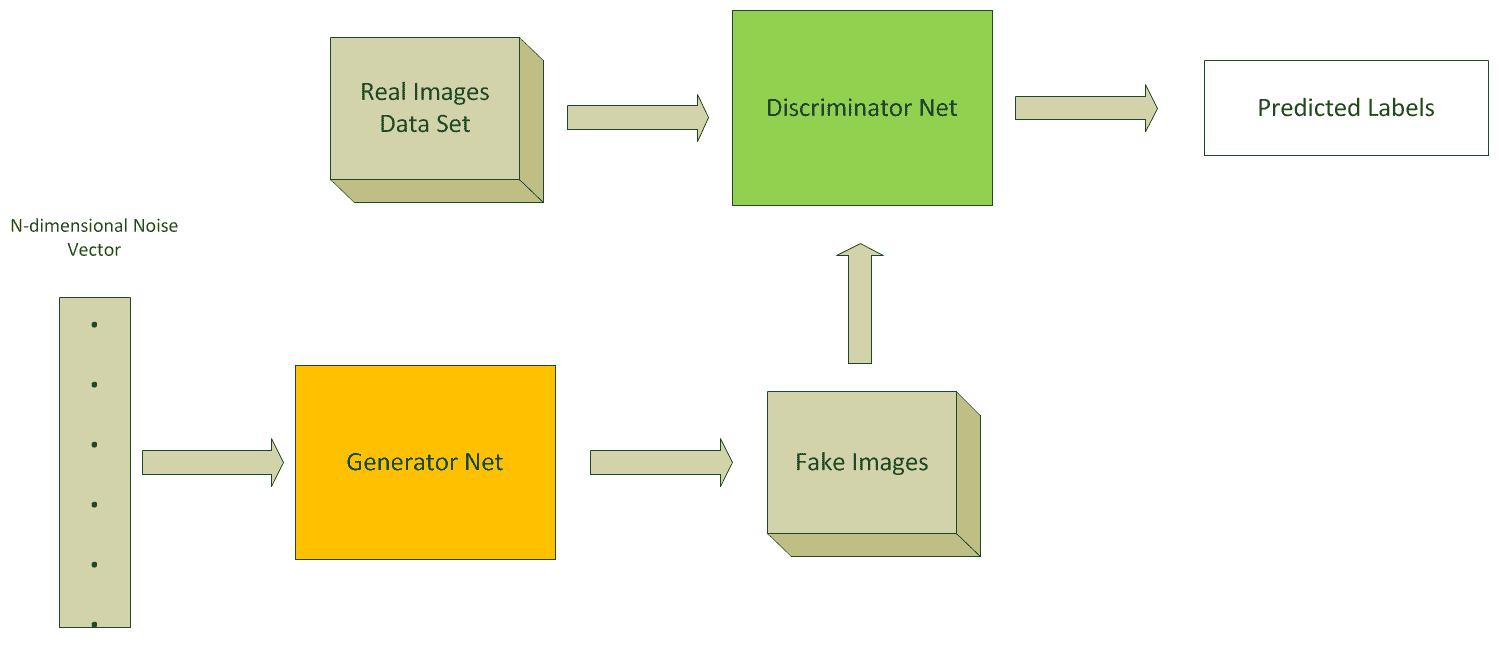 Real Images
Data Set
Discriminator Net
Predicted Labels
N-dimensional Noise
Vector
Generator Net
Fake Images